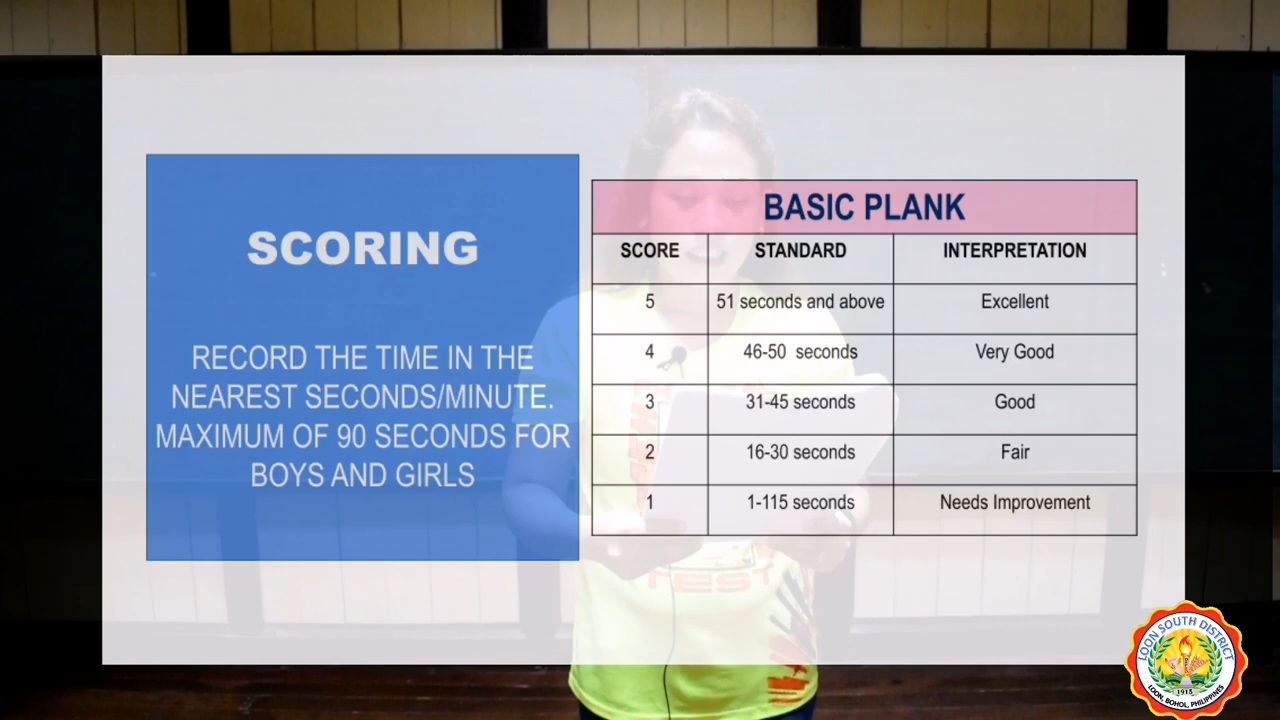 SCORING
RECORD THE TIME IN THE
NEAREST SECONDS/MINUTE.
MAXIMUM OF 90 SECONDS FOR
BOYS AND GIRLS
BASIC PLANK
SCORE STANDARD INTERPRETATION
5 51 seconds and above Excellent
4 46-50 seconds Very Good
3 31-45 seconds Good
2 16-30 seconds Fair
1 1-115 seconds Needs Improvement
TEST
LOON SOUTH DISTRICT
1915
LOON, BOHOL, PHILIPPINES